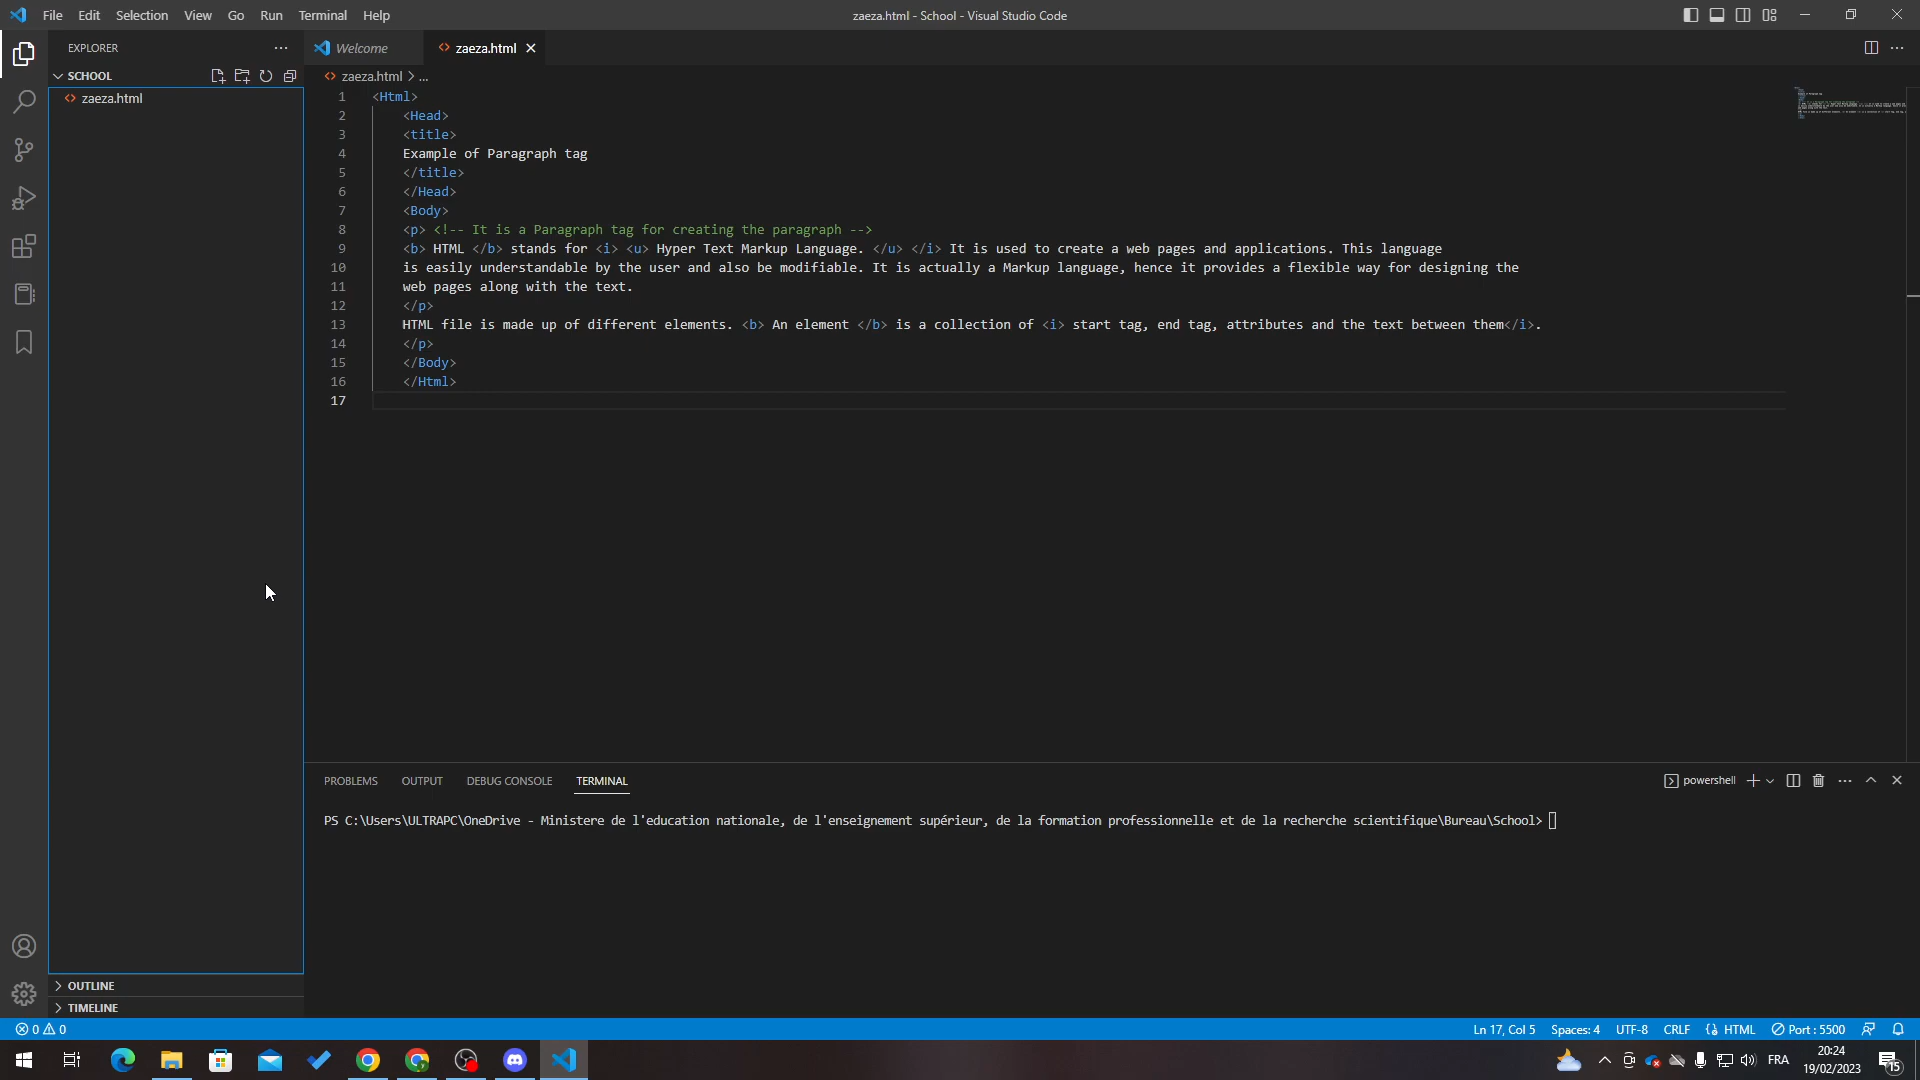 File Edit Selection View Go Run Terminal Help
zaeza.html - School - Visual Studio Code
EXPLORER
SCHOOL
zaeza.html
OUTLINE
TIMELINE
Welcome
zaeza.html
zaeza.html > ...
1 <Html>
2 <Head>
3 <title>
4 Example of Paragraph tag
5 </title>
6 </Head>
7 <Body>
8 <p> <!-- It is a Paragraph tag for creating the paragraph -->
9 <b> HTML </b> stands for <i> <u> Hyper Text Markup Language. </u> </i> It is used to create a web pages and applications. This language
10 is easily understandable by the user and also be modifiable. It is actually a Markup language, hence it provides a flexible way for designing the
11 web pages along with the text.
12 </p>
13 HTML file is made up of different elements. <b> An element </b> is a collection of <i> start tag, end tag, attributes and the text between them</i>.
14 </p>
15 </Body>
16 </Html>
17
PROBLEMS OUTPUT DEBUG CONSOLE TERMINAL
powershell
PS C:\Users\ULTRAPC\OneDrive - Ministere de l'education nationale, de l'enseignement supérieur, de la formation professionnelle et de la recherche scientifique\Bureau\School>
0 0
Ln 17, Col 5 Spaces: 4 UTF-8 CRLF HTML Port : 5500
FRA
20:24
19/02/2023
15